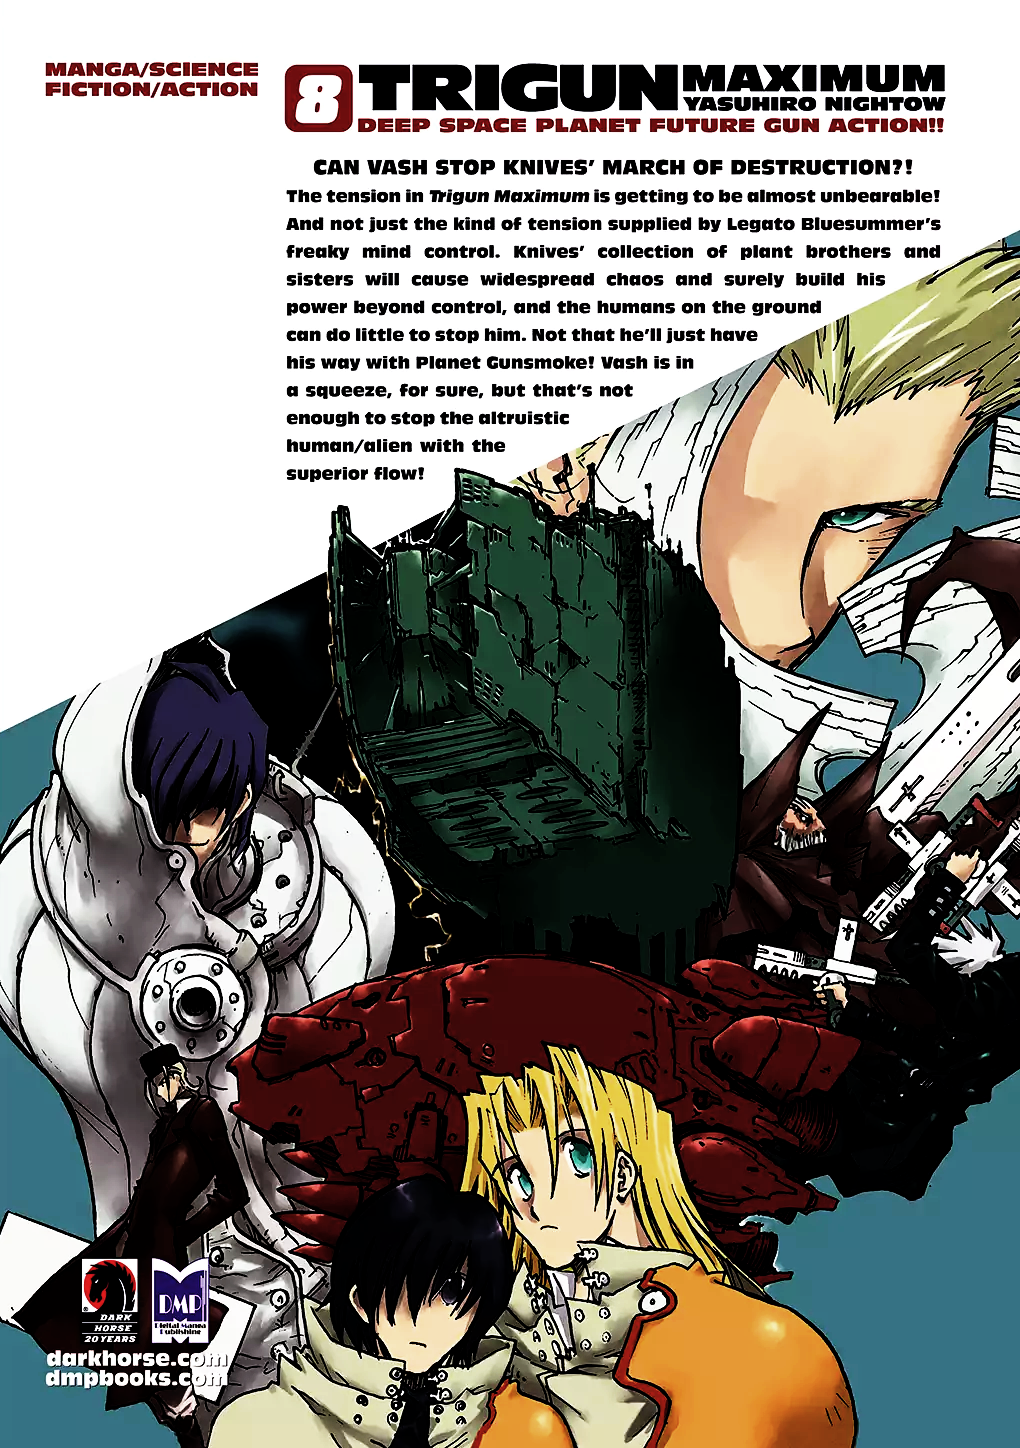 MANGA/SCIENCE
FICTION/ACTION
8 TRIGUN MAXIMUM
YASUHIRO NIGHTOW
DEEP SPACE PLANET FUTURE GUN ACTION!!
CAN VASH STOP KNIVES' MARCH OF DESTRUCTION?!
The tension in Trigun Maximum is getting to be almost unbearable!
And not just the kind of tension supplied by Legato Bluesummer's
freaky mind control. Knives' collection of plant brothers and
sisters will cause widespread chaos and surely build his
power beyond control, and the humans on the ground
can do little to stop him. Not that he'll just have
his way with Planet Gunsmoke! Vash is in
a squeeze, for sure, but that's not
enough to stop the altruistic
human/alien with the
superior flow!
DARK
HORSE
20 YEARS
DMP
Digital Manga
Publishing
darkhorse.com
dmpbooks.com